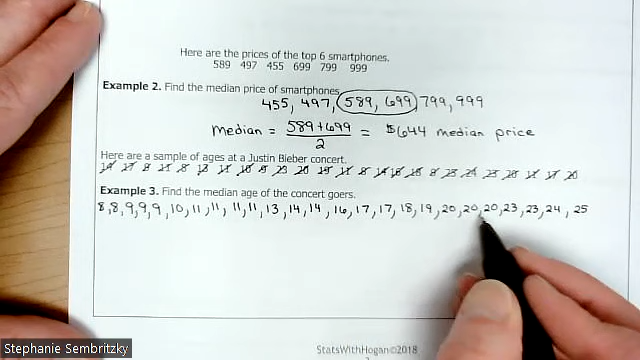 Here are the prices of the top 6 smartphones.
589 497 455 699 799 999
Example 2. Find the median price of smartphones.
455, 497, 589, 699, 799, 999
median = 589+699 / 2 = $644 median price
Here are a sample of ages at a Justin Bieber concert.
Example 3. Find the median age of the concert goers.
8, 8, 9, 9, 9, 10, 11, 11, 11, 11, 13, 14, 14, 16, 17, 17, 18, 19, 20, 20, 20, 23, 23, 24, 25
Stephanie Sembritzky
StatsWithHogan©2018